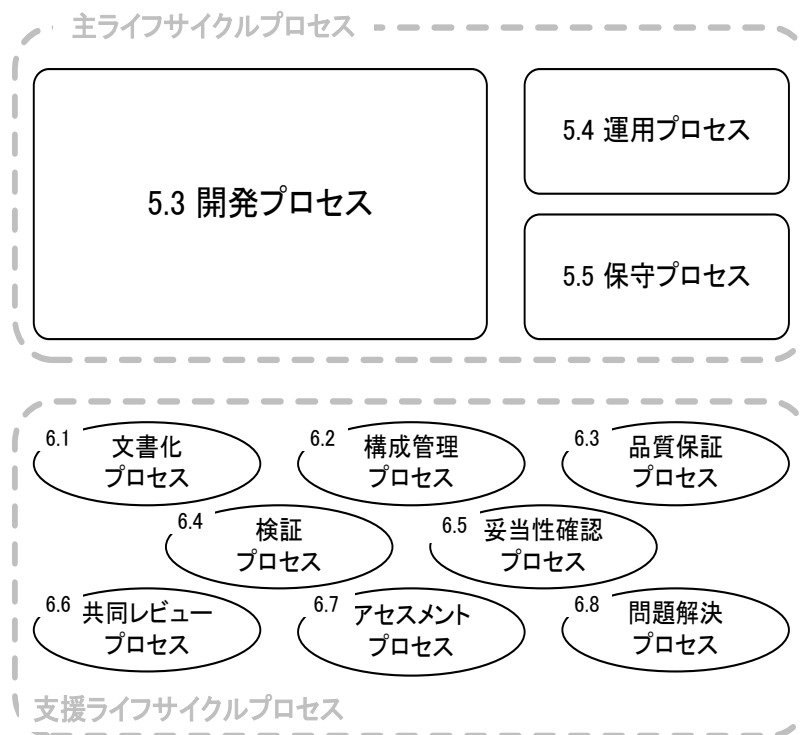 主ライフサイクルプロセス
5.3 開発プロセス
5.4 運用プロセス
5.5 保守プロセス
6.1 文書化
プロセス
6.2 構成管理
プロセス
6.3 品質保証
プロセス
6.4 検証
プロセス
6.5 妥当性確認
プロセス
6.6 共同レビュー
プロセス
6.7 アセスメント
プロセス
6.8 問題解決
プロセス
支援ライフサイクルプロセス